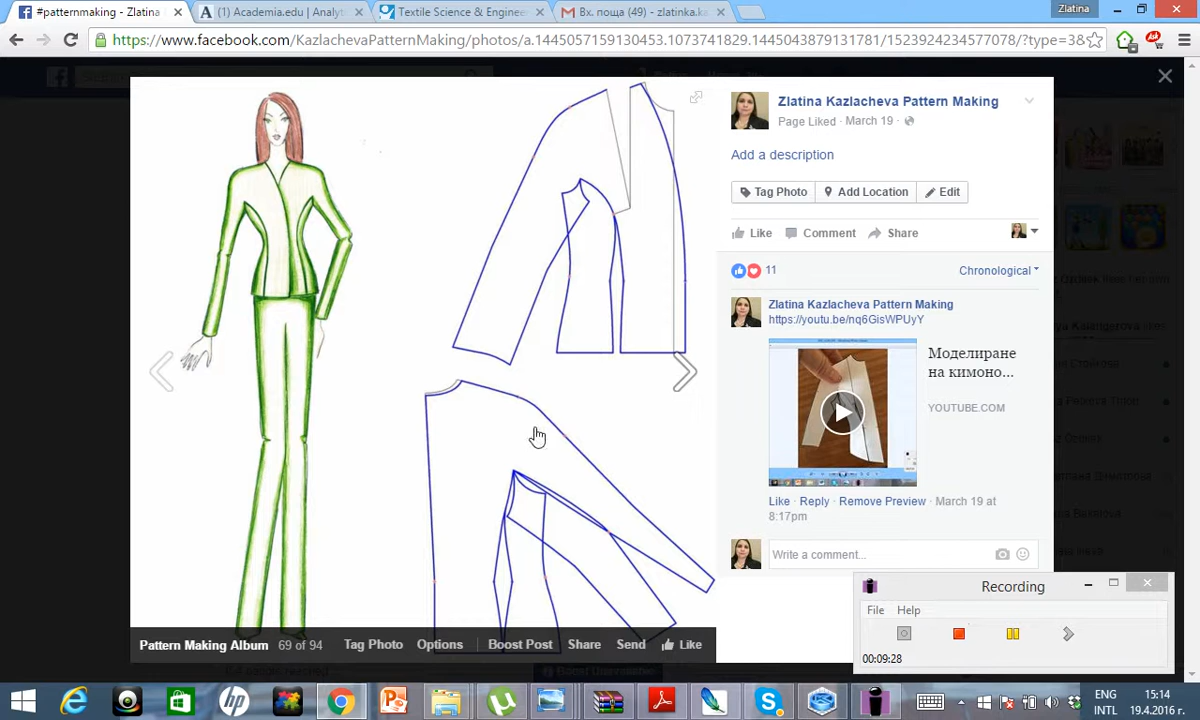 #patternmaking - Zlatina K
(1) Academia.edu | Analyt
Textile Science & Enginee
Вх. поща (49) - zlatinka.ka
Zlatina
https://www.facebook.com/KazlachevaPatternMaking/photos/a.1445057159130453.1073741829.1445043879131781/1523924234577078/?type=3&
Zlatina Kazlacheva Pattern Making
Page Liked · March 19 ·
Add a description
Tag Photo
Add Location
Edit
Like
Comment
Share
11
Chronological
Zlatina Kazlacheva Pattern Making
https://youtu.be/nq6GisWPUyY
Моделиране
на кимоно...
YOUTUBE.COM
Like · Reply · Remove Preview · March 19 at
8:17pm
Write a comment...
Pattern Making Album 69 of 94
Tag Photo
Options
Boost Post
Share
Send
Like
Recording
File Help
00:09:28
ENG
INTL
15:14
19.4.2016 г.